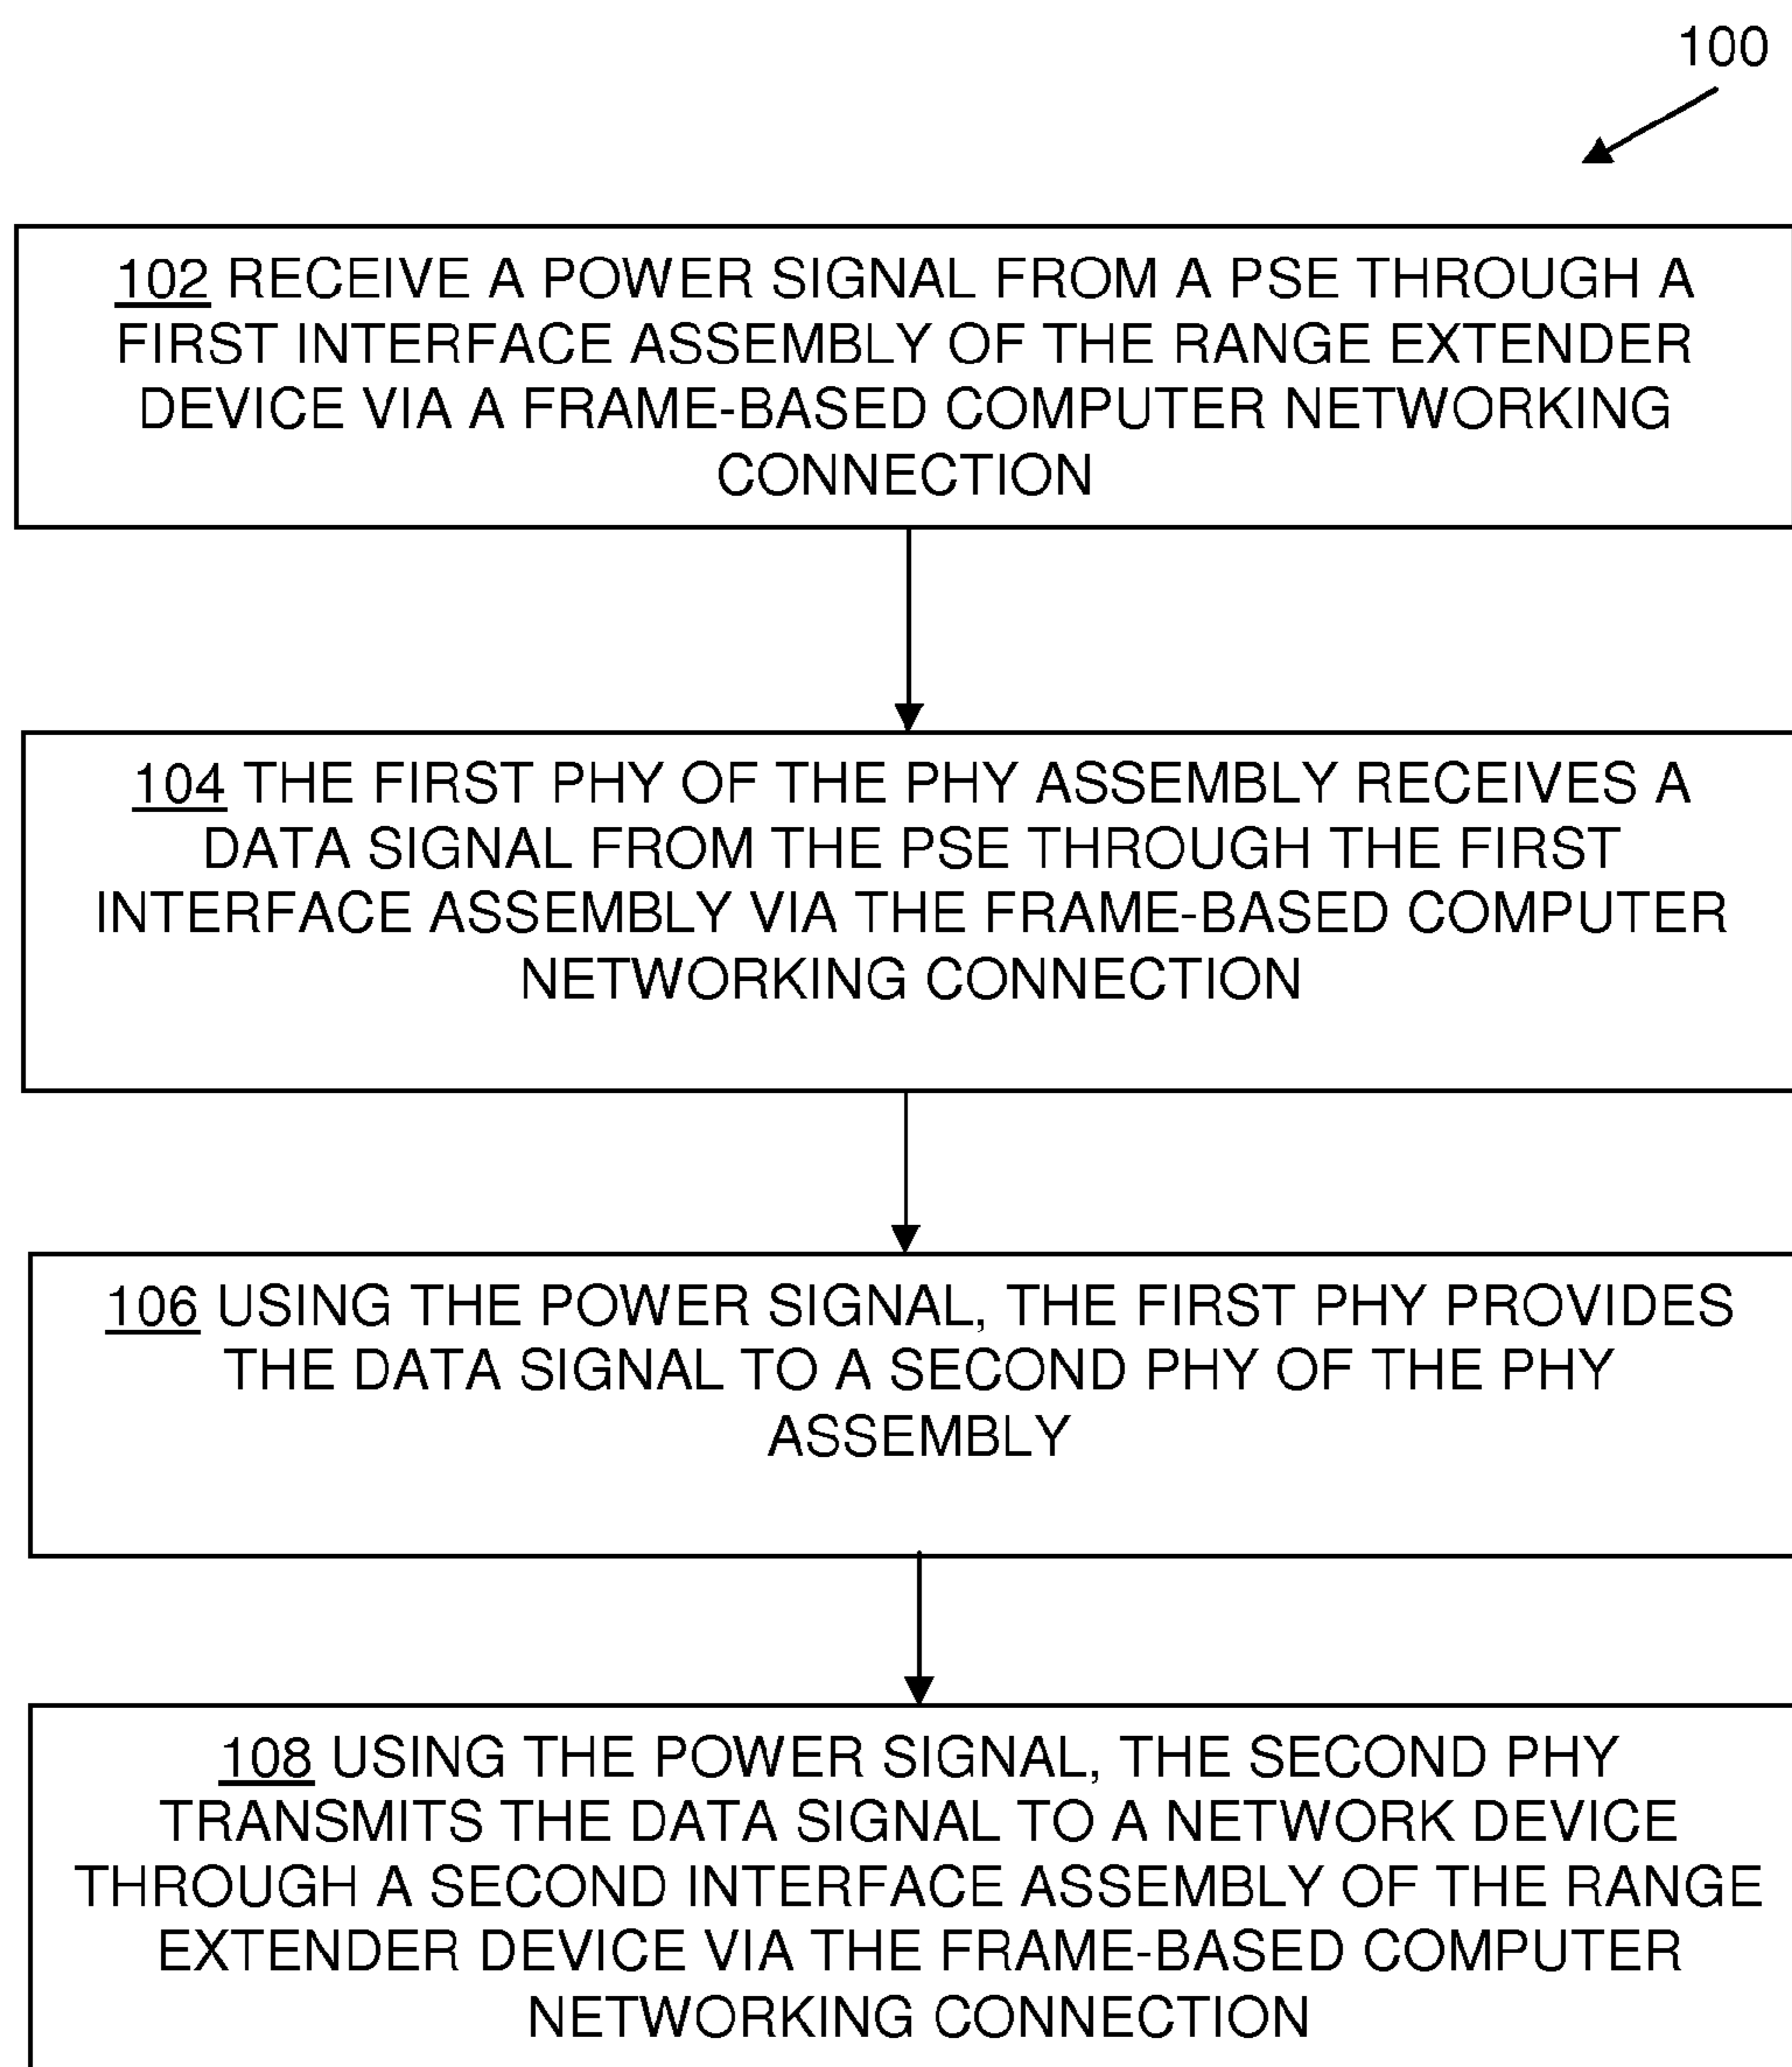 100
102 RECEIVE A POWER SIGNAL FROM A PSE THROUGH A
FIRST INTERFACE ASSEMBLY OF THE RANGE EXTENDER
DEVICE VIA A FRAME-BASED COMPUTER NETWORKING
CONNECTION
104 THE FIRST PHY OF THE PHY ASSEMBLY RECEIVES A
DATA SIGNAL FROM THE PSE THROUGH THE FIRST
INTERFACE ASSEMBLY VIA THE FRAME-BASED COMPUTER
NETWORKING CONNECTION
106 USING THE POWER SIGNAL, THE FIRST PHY PROVIDES
THE DATA SIGNAL TO A SECOND PHY OF THE PHY
ASSEMBLY
108 USING THE POWER SIGNAL, THE SECOND PHY
TRANSMITS THE DATA SIGNAL TO A NETWORK DEVICE
THROUGH A SECOND INTERFACE ASSEMBLY OF THE RANGE
EXTENDER DEVICE VIA THE FRAME-BASED COMPUTER
NETWORKING CONNECTION